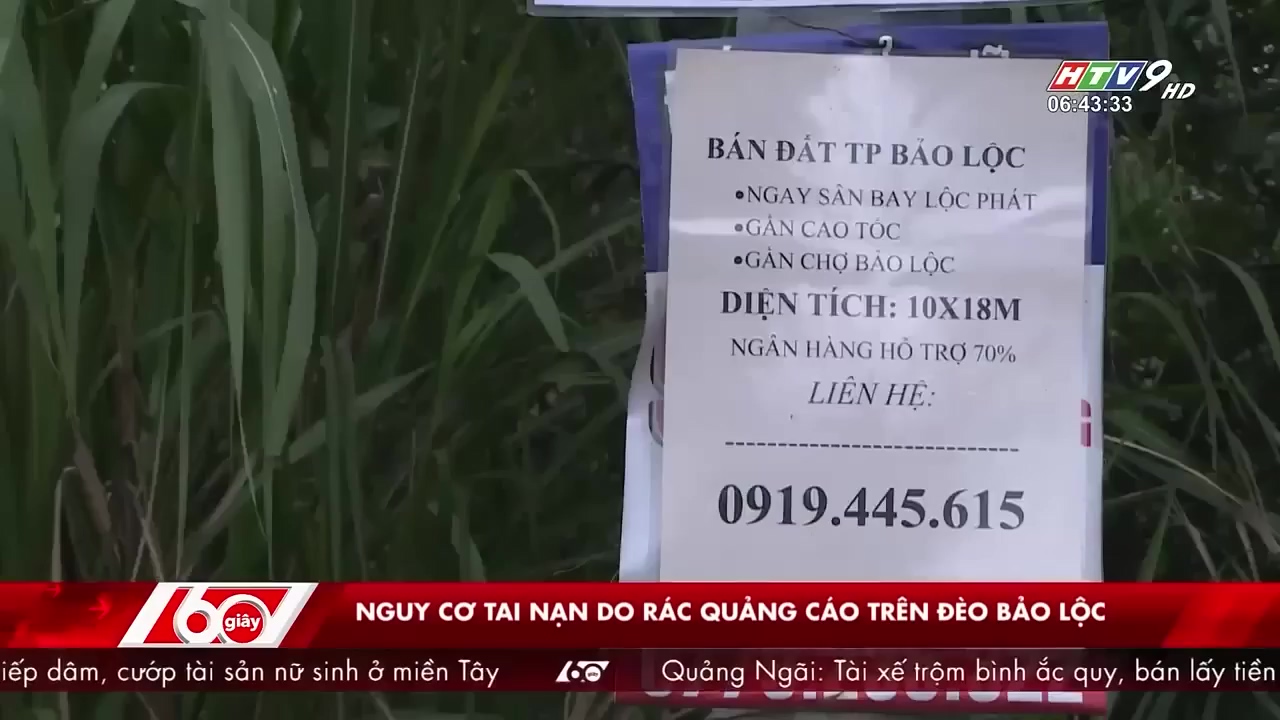 HTV9 HD
06:43:33
BÁN ĐẤT TP BẢO LỘC
•NGAY SÂN BAY LỘC PHÁT
•GẦN CAO TỐC
•GẦN CHỢ BẢO LỘC
DIỆN TÍCH: 10X18M
NGÂN HÀNG HỖ TRỢ 70%
LIÊN HỆ:
0919.445.615
60 giây
NGUY CƠ TAI NẠN DO RÁC QUẢNG CÁO TRÊN ĐÈO BẢO LỘC
iếp dâm, cướp tài sản nữ sinh ở miền Tây 60 giây Quảng Ngãi: Tài xế trộm bình ắc quy, bán lấy tiền